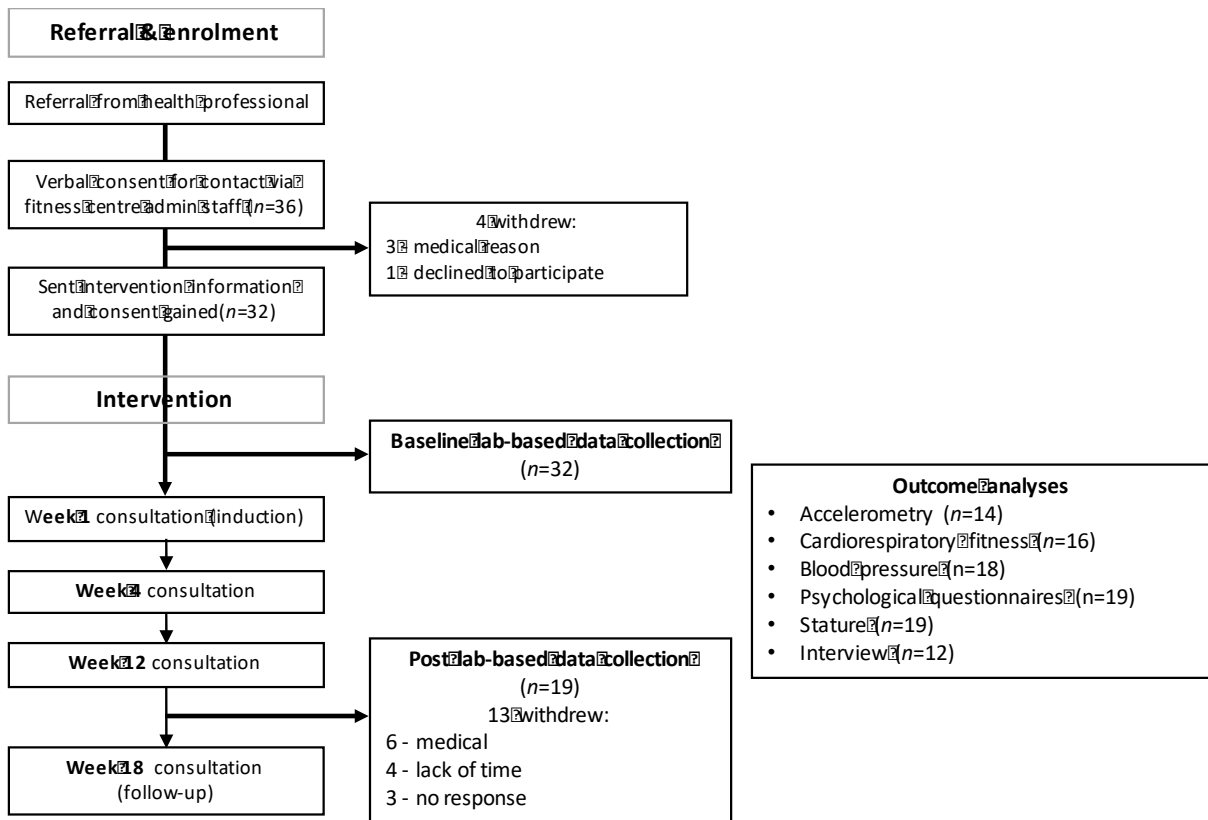 Referral & enrolment
Referral from health professional
Verbal consent for contact via
fitness centre admin staff (n=36)
4 withdrew:
3 - medical reason
1 - declined to participate
Sent intervention information
and consent gained (n=32)
Intervention
Baseline lab-based data collection
(n=32)
Week 1 consultation (induction)
Week 4 consultation
Week 12 consultation
Post lab-based data collection
(n=19)
13 withdrew:
6 - medical
4 - lack of time
3 - no response
Week 18 consultation
(follow-up)
Outcome analyses
• Accelerometry (n=14)
• Cardiorespiratory fitness (n=16)
• Blood pressure (n=18)
• Psychological questionnaires (n=19)
• Stature (n=19)
• Interview (n=12)